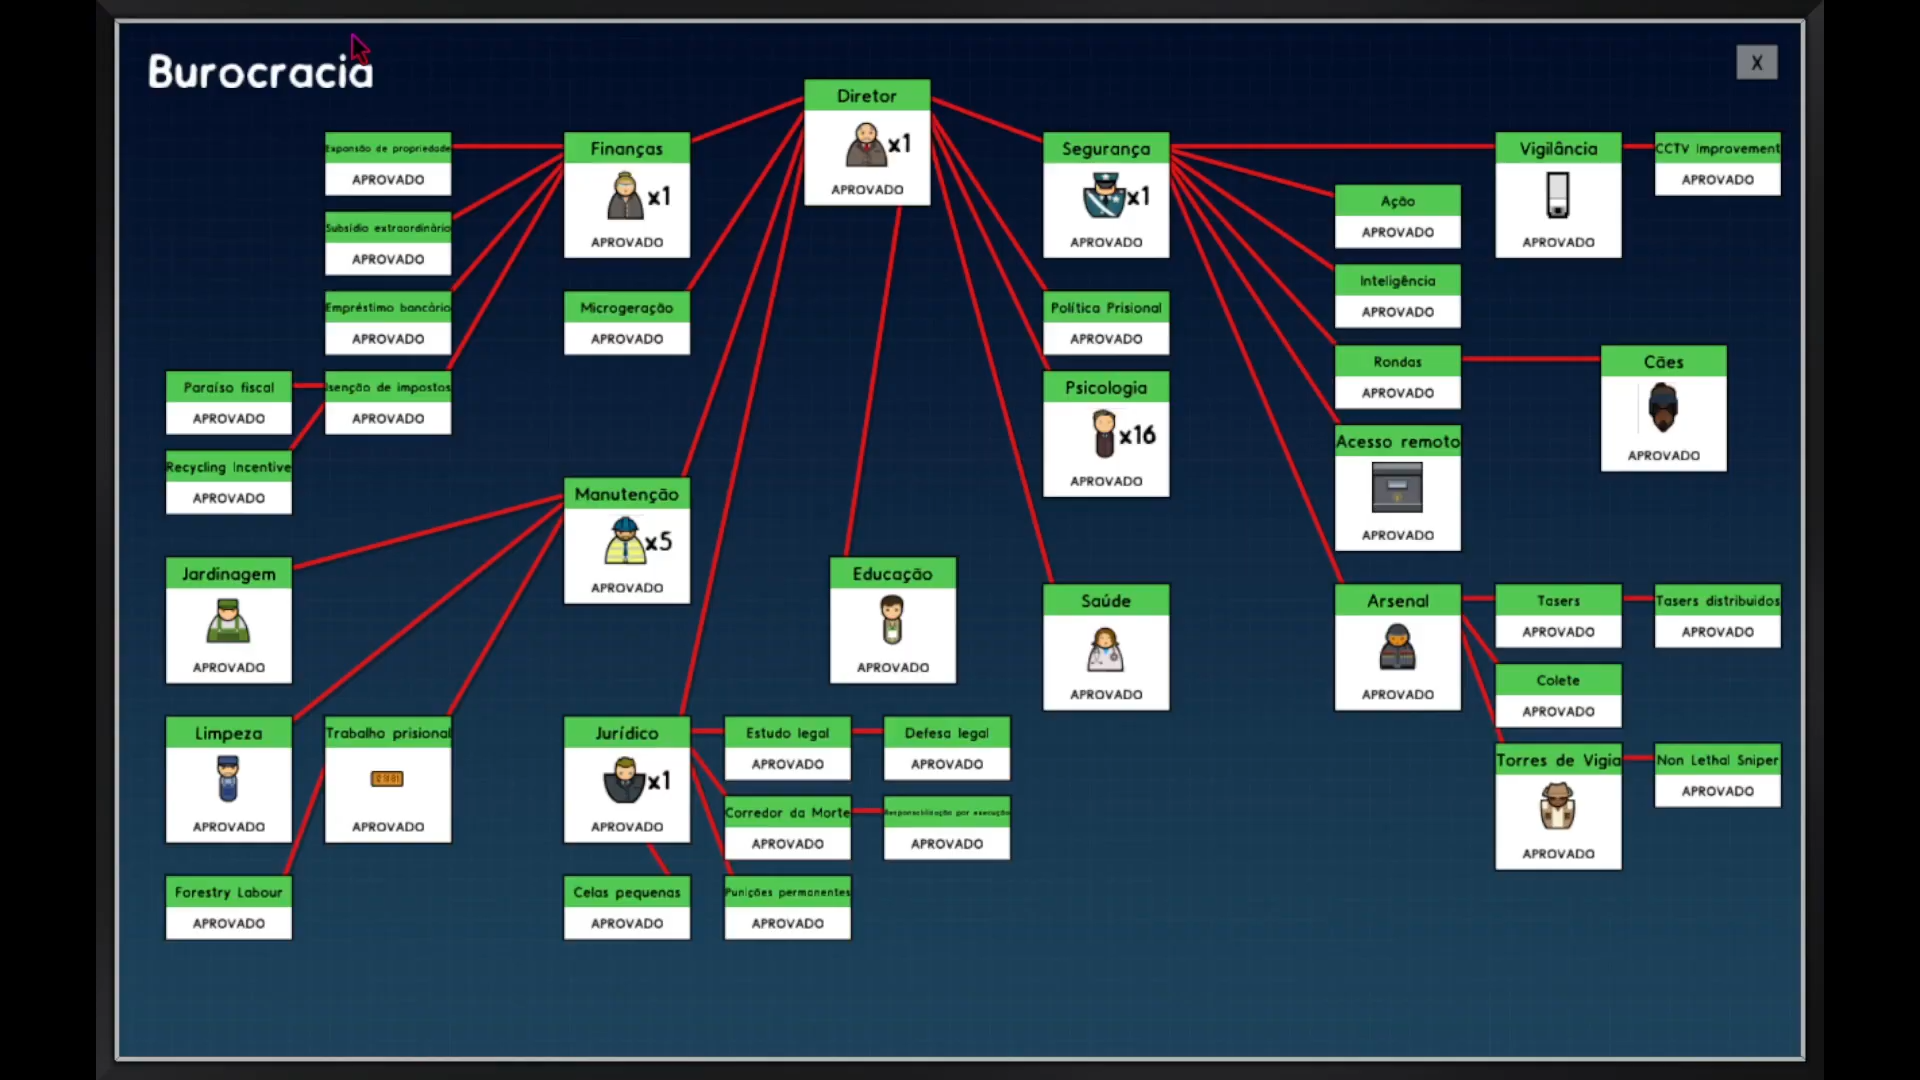 Burocracia
X
Diretor
x1
APROVADO
Expansão de propriedade
APROVADO
Finanças
x1
APROVADO
Segurança
x1
APROVADO
Vigilância
APROVADO
CCTV Improvement
APROVADO
Subsídio extraordinário
APROVADO
Ação
APROVADO
Empréstimo bancário
APROVADO
Microgeração
APROVADO
Política Prisional
APROVADO
Inteligência
APROVADO
Paraíso fiscal
APROVADO
Isenção de impostos
APROVADO
Psicologia
x16
APROVADO
Rondas
APROVADO
Cães
APROVADO
Recycling Incentive
APROVADO
Manutenção
x5
APROVADO
Acesso remoto
APROVADO
Jardinagem
APROVADO
Educação
APROVADO
Saúde
APROVADO
Arsenal
APROVADO
Tasers
APROVADO
Tasers distribuidos
APROVADO
Colete
APROVADO
Limpeza
APROVADO
Trabalho prisional
APROVADO
Jurídico
x1
APROVADO
Estudo legal
APROVADO
Defesa legal
APROVADO
Torres de Vigia
APROVADO
Non Lethal Sniper
APROVADO
Corredor da Morte
APROVADO
Responsabilização por execução
APROVADO
Forestry Labour
APROVADO
Celas pequenas
APROVADO
Punições permanentes
APROVADO